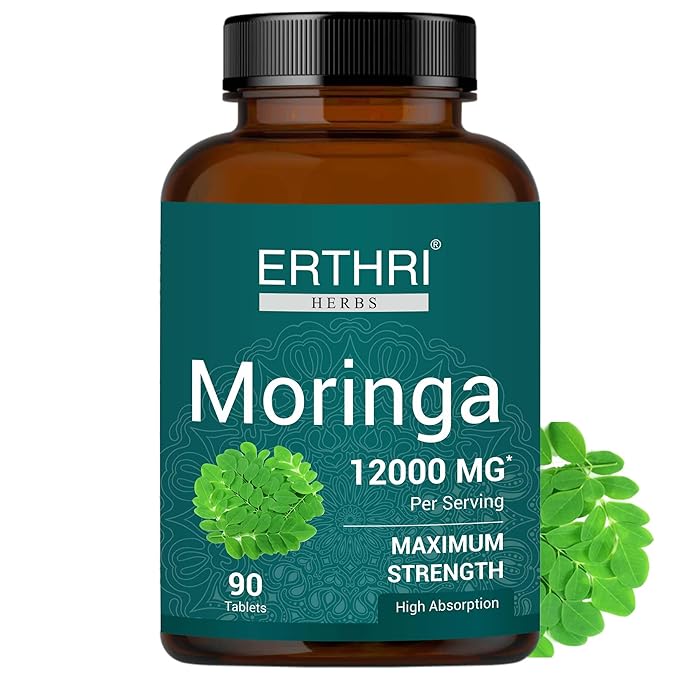 ERTHRI®
HERBS
Moringa
12000 MG*
Per Serving
MAXIMUM
STRENGTH
90
Tablets
High Absorption